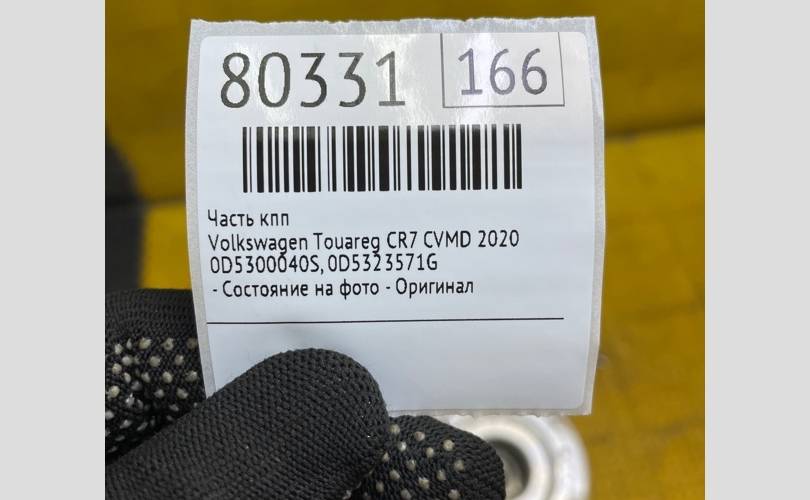 80331 166
Часть кпп
Volkswagen Touareg CR7 CVMD 2020
0D5300040S, 0D5323571G
- Состояние на фото - Оригинал